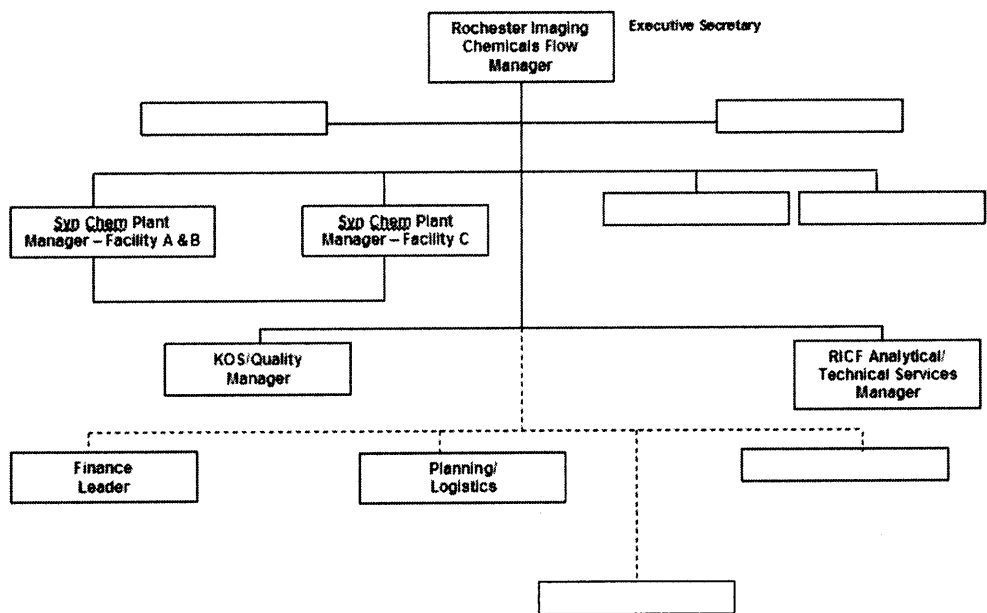 Rochester Imaging
Chemicals Flow
Manager
Executive Secretary
Syn Chem Plant
Manager – Facility A & B
Syn Chem Plant
Manager – Facility C
KOS/Quality
Manager
RICF Analytical/
Technical Services
Manager
Finance
Leader
Planning/
Logistics